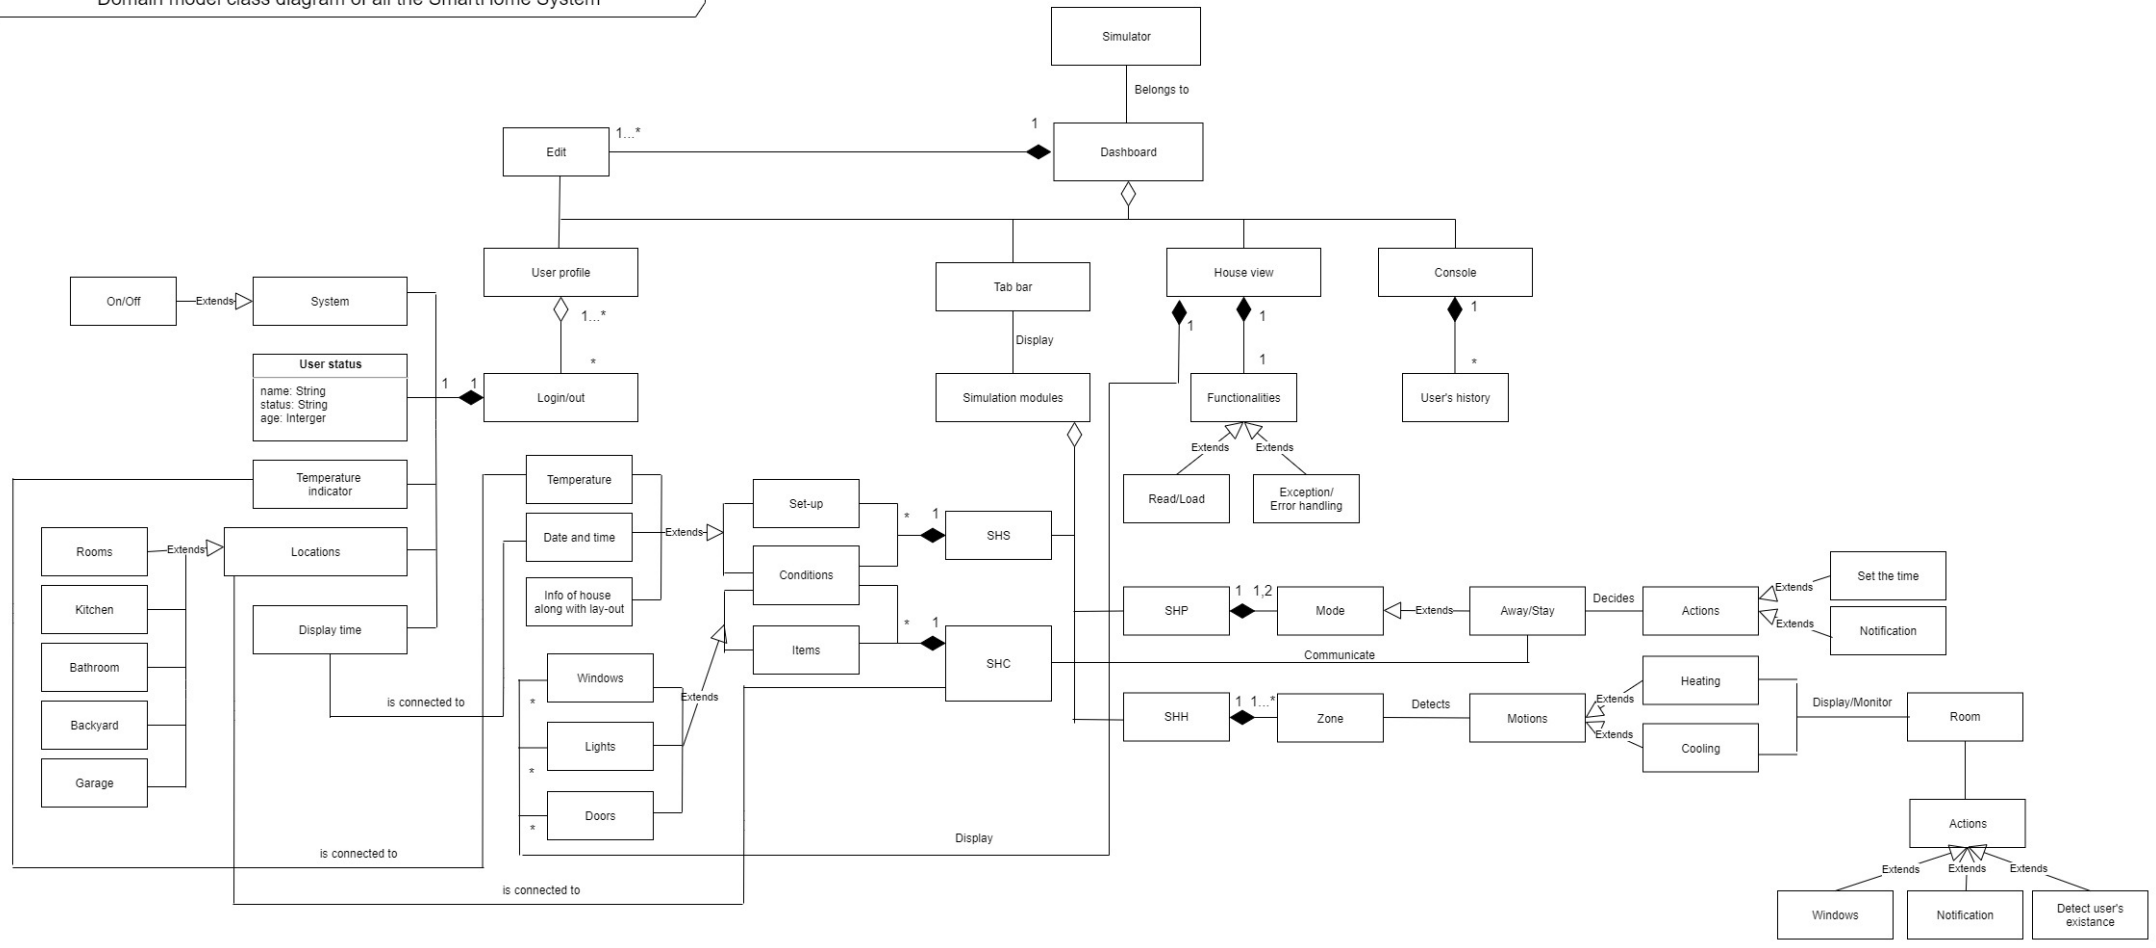 Domain model class diagram of all the SmartHome System
Simulator
Belongs to
Edit
1...*
1
Dashboard
User profile
Tab bar
House view
Console
On/Off
Extends
System
1...*
*
Display
1
1
1
1
*
User status
name: String
status: String
age: Interger
1
1
Login/out
Simulation modules
Functionalities
User's history
Extends
Extends
Read/Load
Exception/
Error handling
Temperature
indicator
Temperature
Set-up
Date and time
Extends
*
1
SHS
Rooms
Extends
Locations
Conditions
Info of house
along with lay-out
Kitchen
Display time
Items
*
1
SHC
SHP
1
1,2
Mode
Extends
Away/Stay
Decides
Actions
Extends
Set the time
Extends
Notification
Communicate
Bathroom
Windows
*
Extends
Backyard
is connected to
Lights
*
Garage
Doors
*
SHH
1
1...*
Zone
Detects
Motions
Extends
Heating
Extends
Cooling
Display/Monitor
Room
Actions
Display
is connected to
is connected to
Extends
Extends
Extends
Windows
Notification
Detect user's
existance